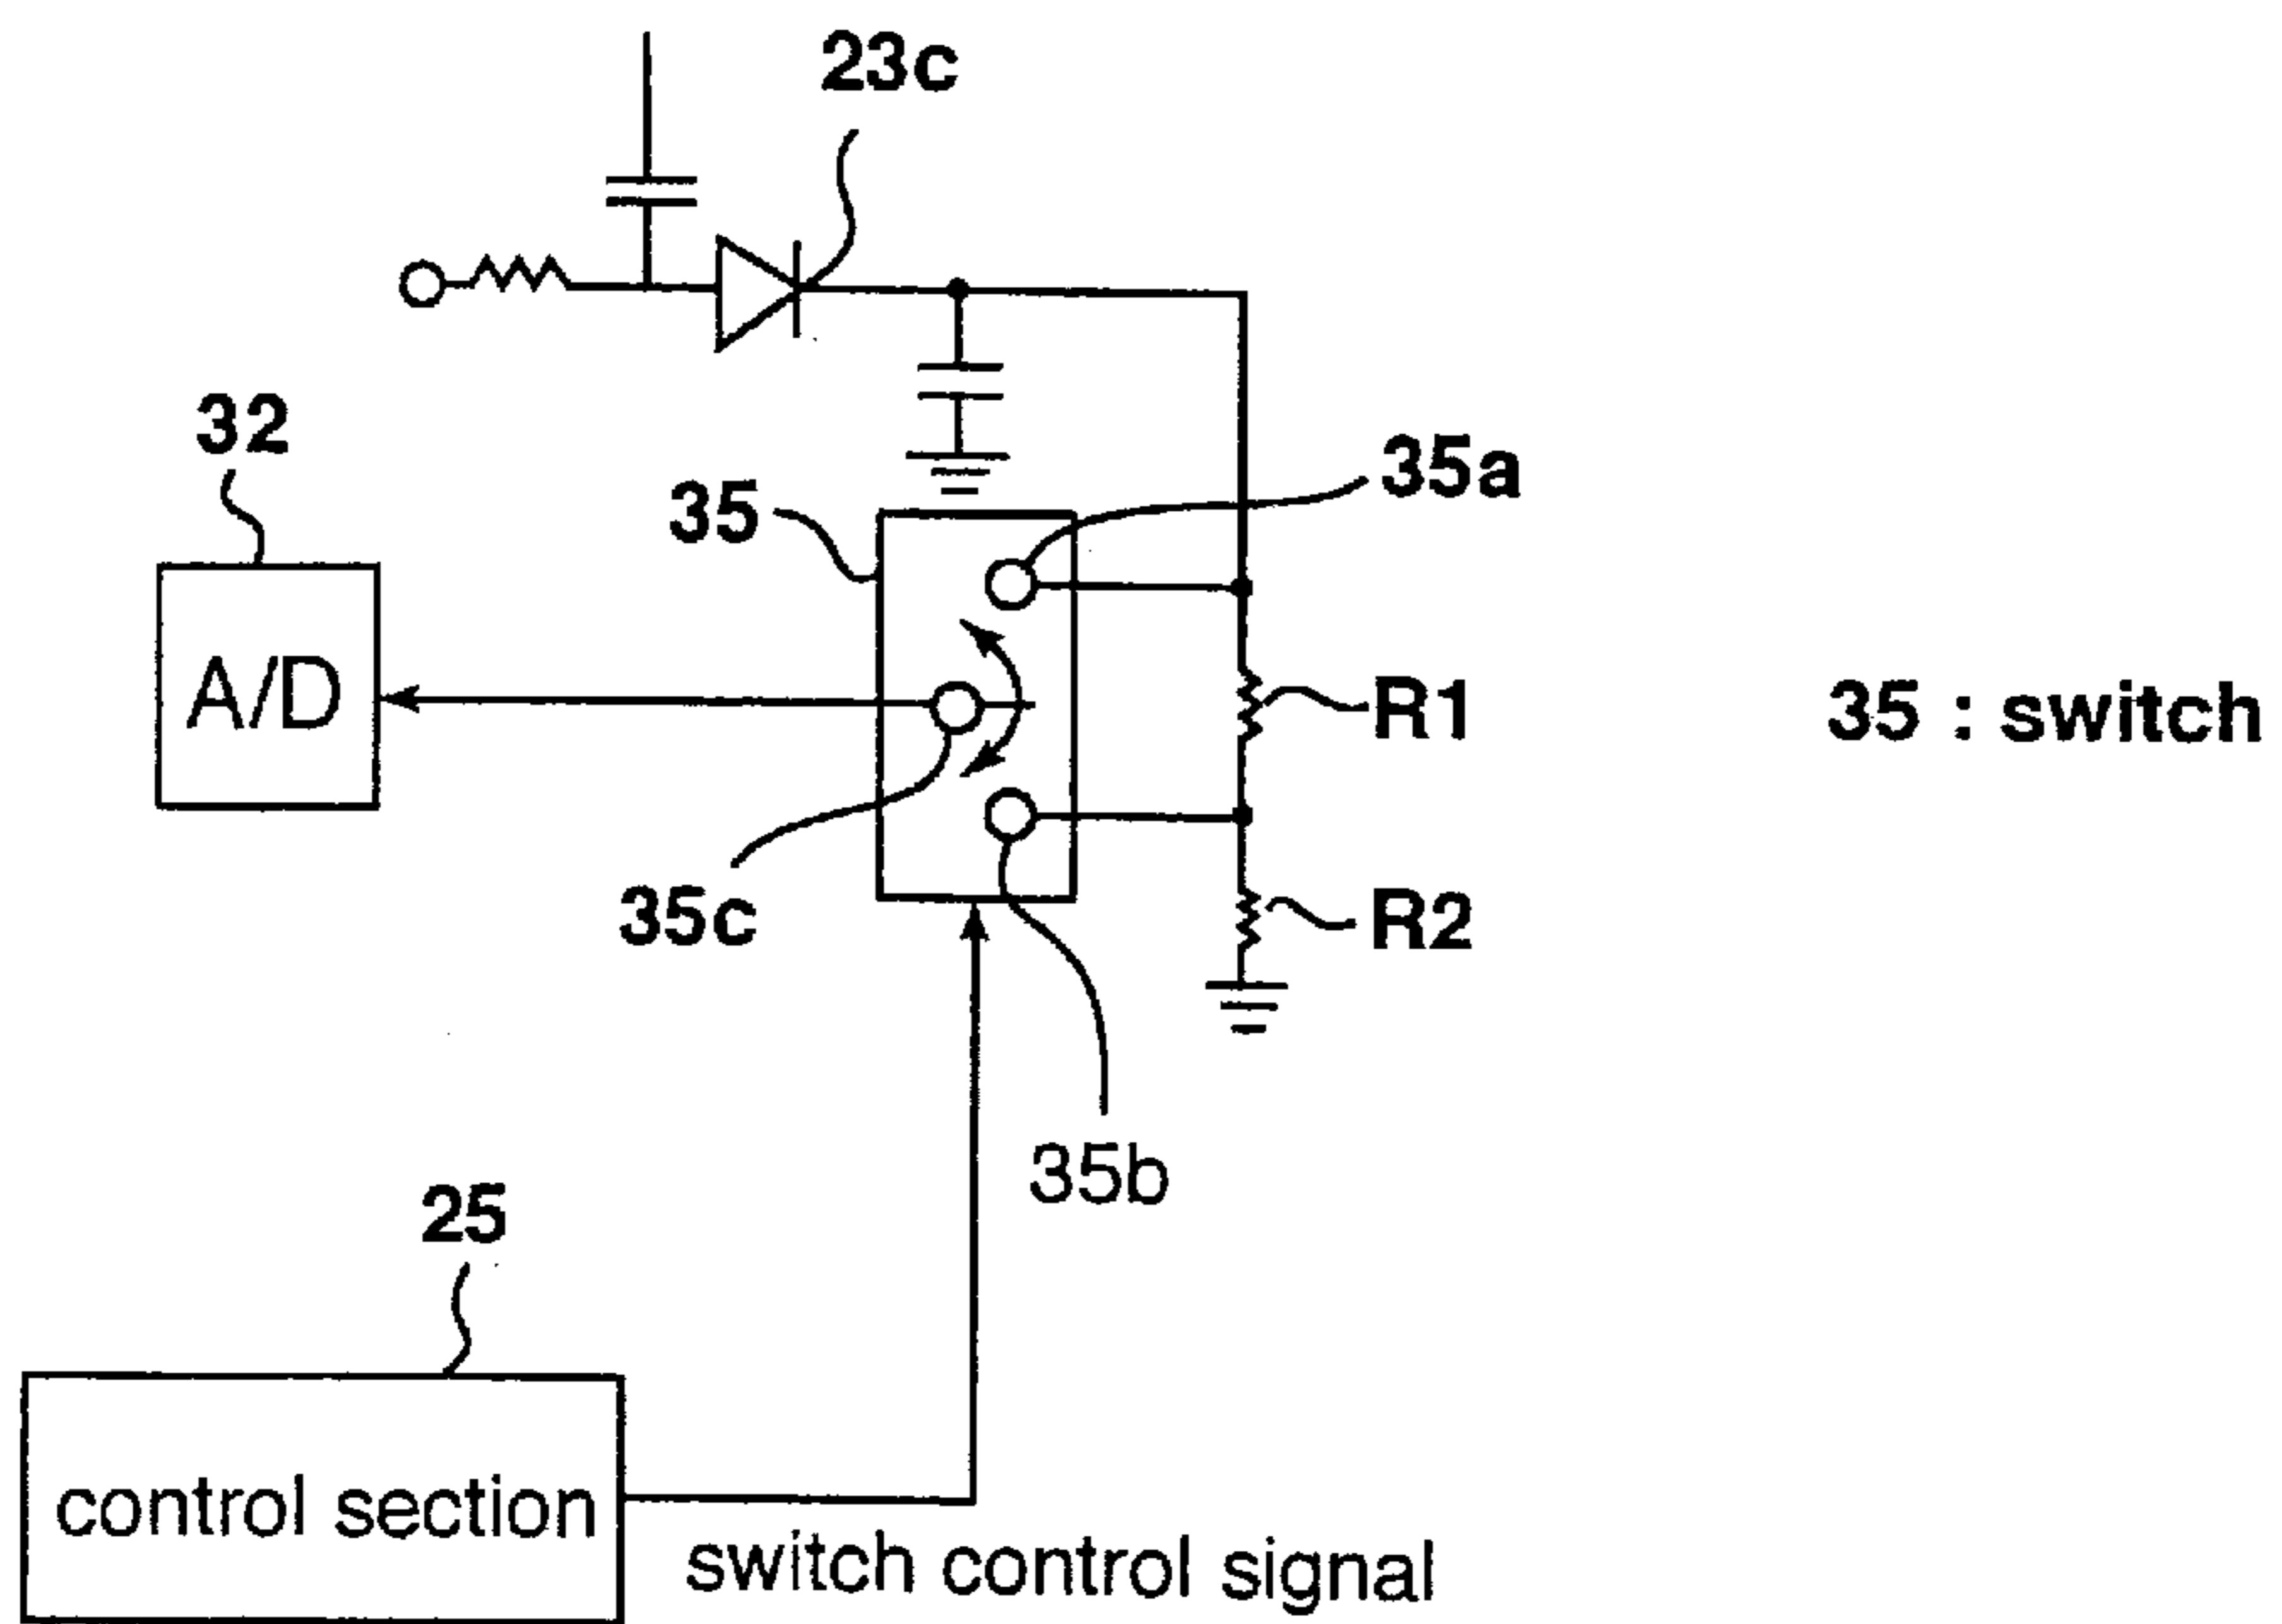 23c
32
35
35a
A/D
R1
35 : switch
35c
R2
35b
25
control section
switch control signal